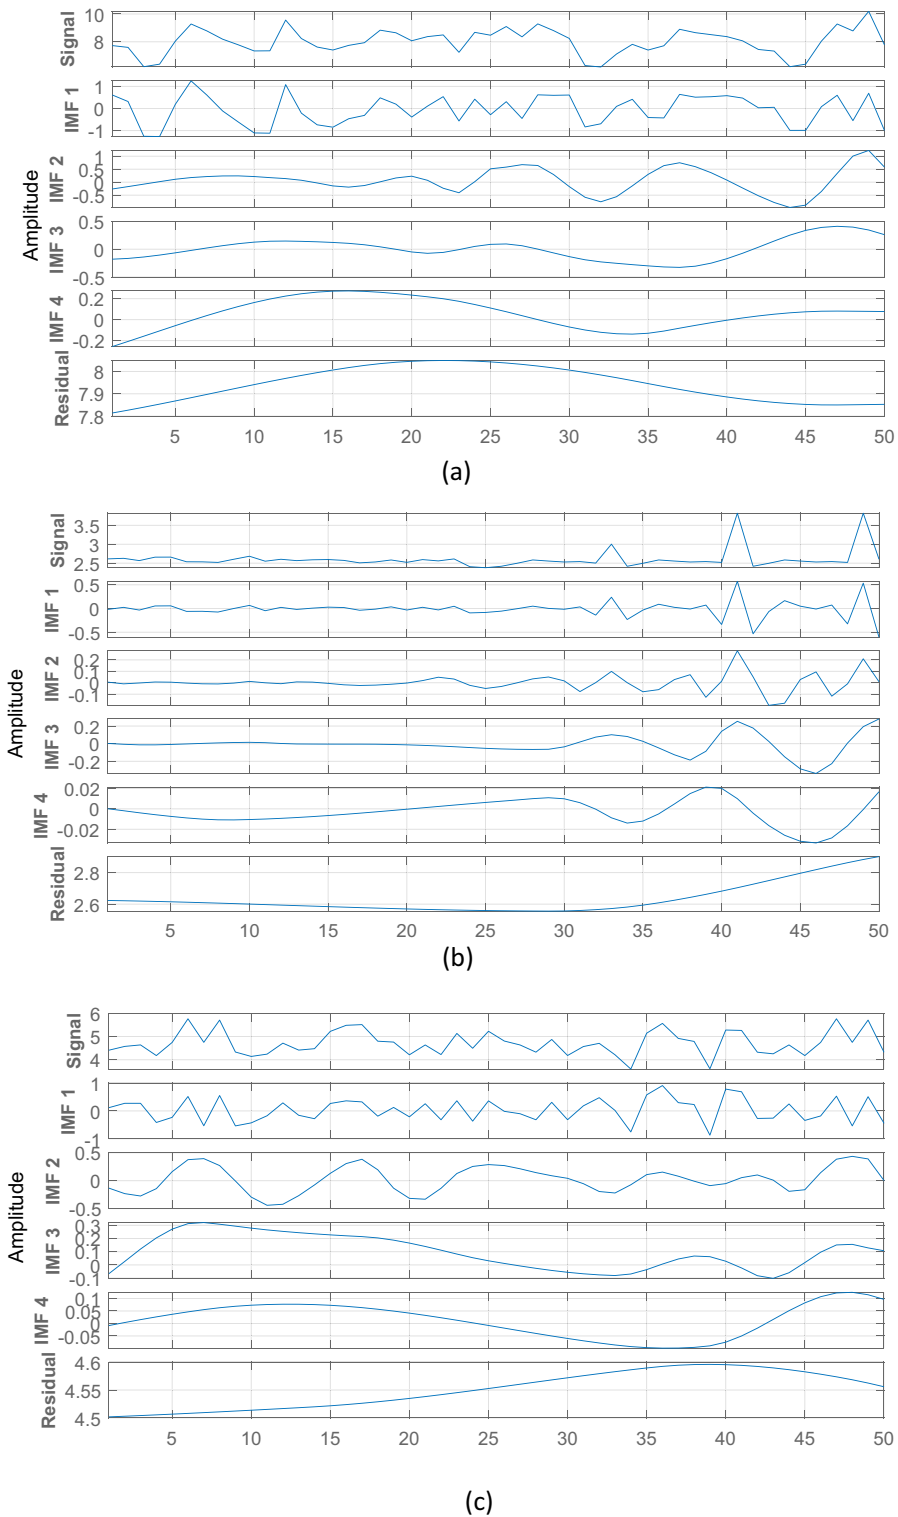 Amplitude
Signal
10
8
IMF 1
1
0
-1
IMF 2
1
0.5
0
-0.5
IMF 3
0.5
0
-0.5
IMF 4
0.2
0
-0.2
Residual
8
7.9
7.8
5 10 15 20 25 30 35 40 45 50
(a)
Amplitude
Signal
3.5
3
2.5
IMF 1
0.5
0
-0.5
IMF 2
0.2
0.1
0
-0.1
IMF 3
0.2
0
-0.2
IMF 4
0.02
0
-0.02
Residual
2.8
2.6
5 10 15 20 25 30 35 40 45 50
(b)
Amplitude
Signal
6
5
4
IMF 1
1
0
-1
IMF 2
0.5
0
-0.5
IMF 3
0.3
0.2
0.1
0
-0.1
IMF 4
0.1
0.05
0
-0.05
Residual
4.6
4.55
4.5
5 10 15 20 25 30 35 40 45 50
(c)